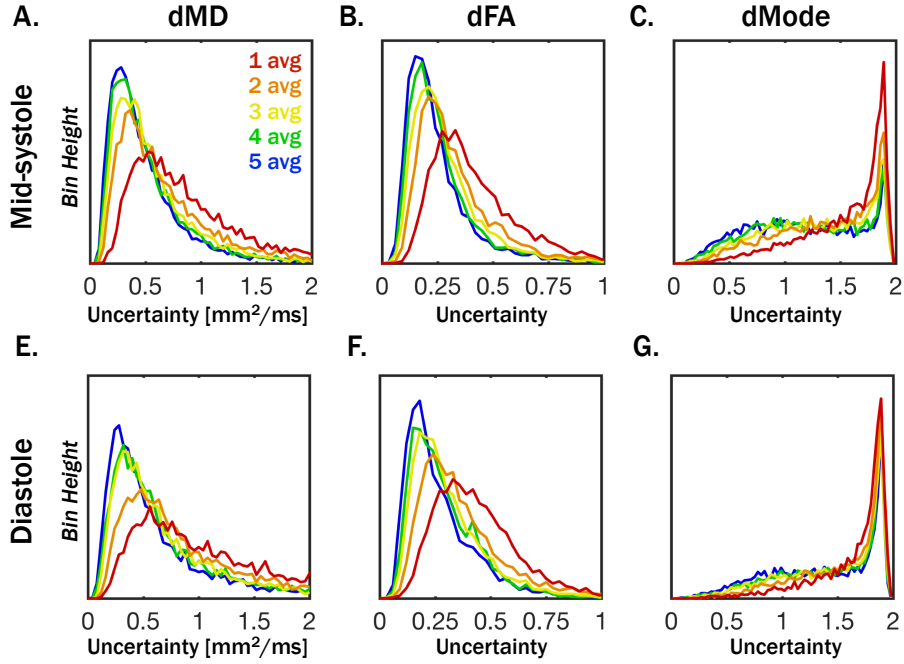 A. dMD B. dFA C. dMode
Mid-systole
Bin Height
1 avg
2 avg
3 avg
4 avg
5 avg
0 0.5 1 1.5 2
Uncertainty [mm²/ms]
0 0.25 0.5 0.75 1
Uncertainty
0 0.5 1 1.5 2
Uncertainty
E. F. G.
Diastole
Bin Height
0 0.5 1 1.5 2
Uncertainty [mm²/ms]
0 0.25 0.5 0.75 1
Uncertainty
0 0.5 1 1.5 2
Uncertainty